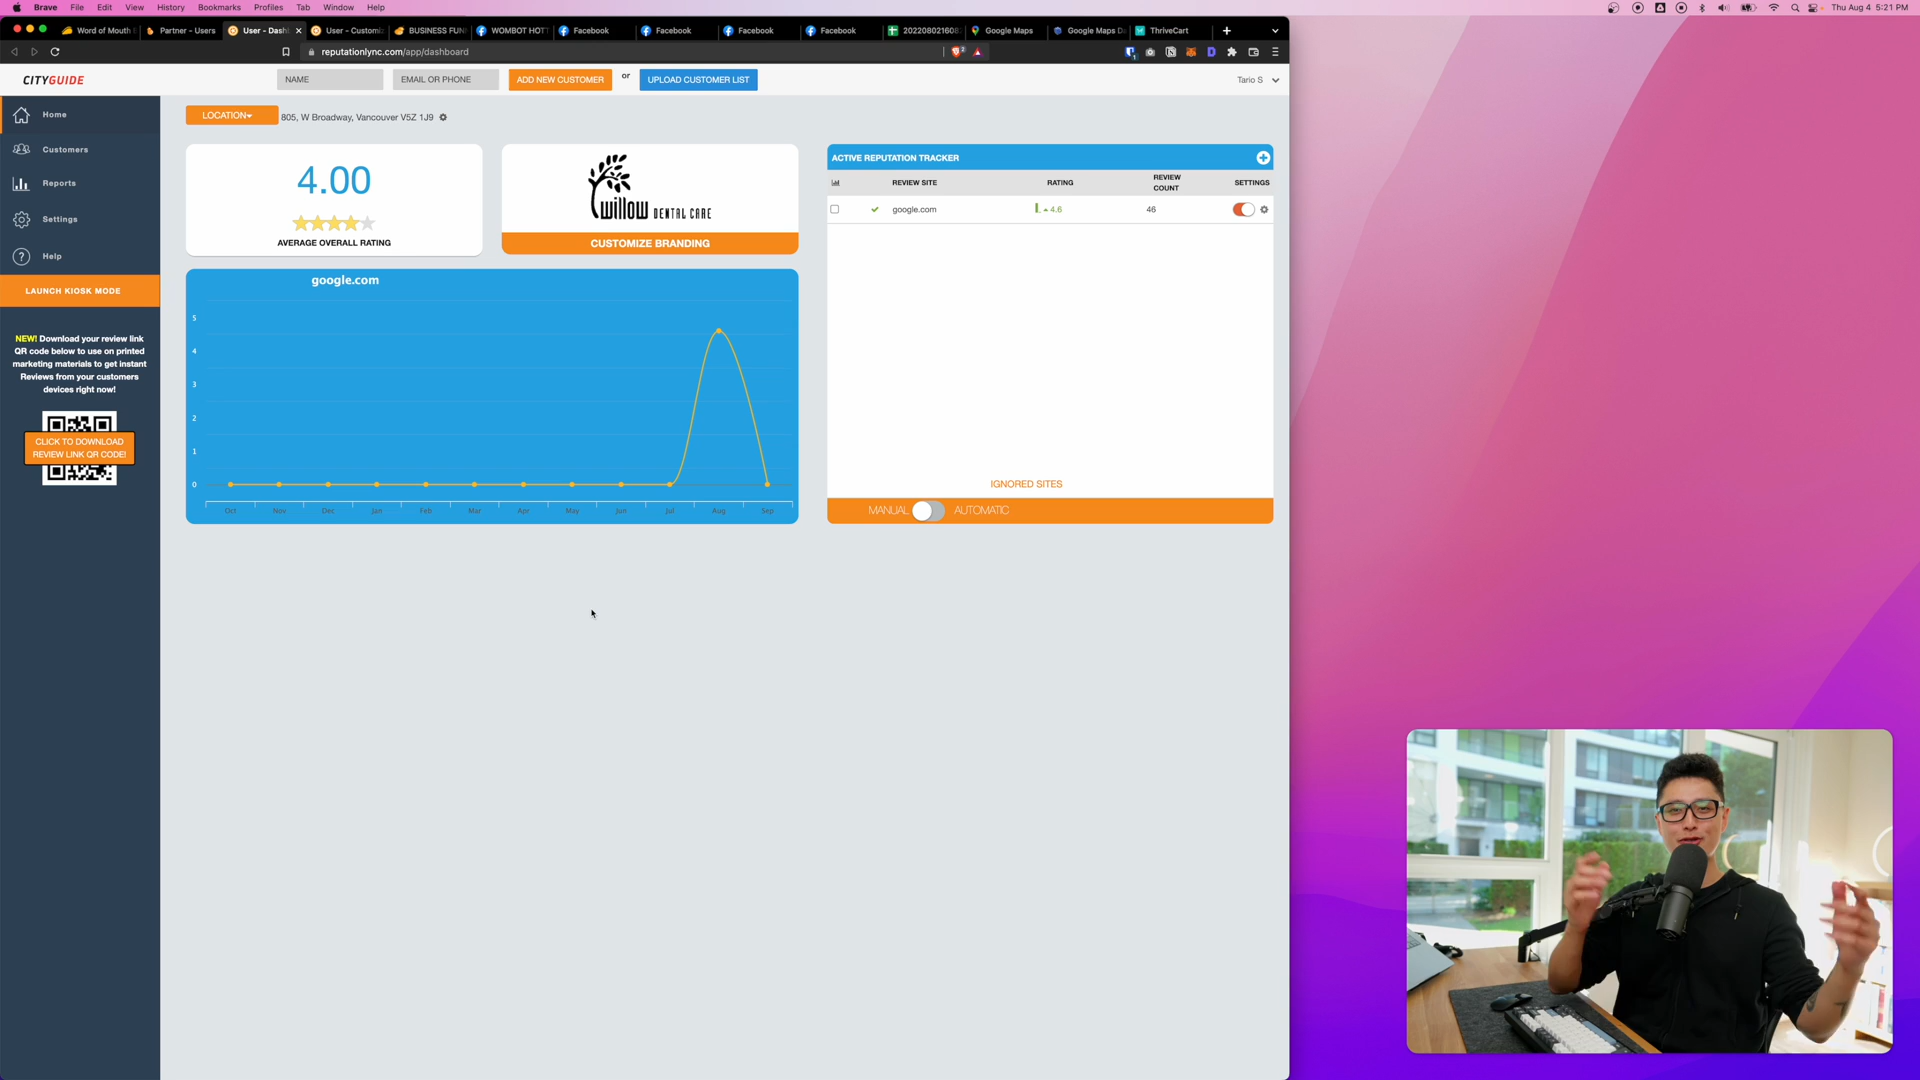 Brave File Edit View History Bookmarks Profiles Tab Window Help
Thu Aug 4 5:21 PM
Word of Mouth
Partner - Users
User - Dash
User - Customi
BUSINESS FUN
WOMBOT HOT
Facebook
Facebook
Facebook
Facebook
202208021608
Google Maps
Google Maps D
ThriveCart
reputationlync.com/app/dashboard
CITYGUIDE
NAME
EMAIL OR PHONE
ADD NEW CUSTOMER
or
UPLOAD CUSTOMER LIST
Tario S
Home
Customers
Reports
Settings
Help
LAUNCH KIOSK MODE
NEW! Download your review link
QR code below to use on printed
marketing materials to get instant
Reviews from your customers
devices right now!
CLICK TO DOWNLOAD
REVIEW LINK QR CODE!
LOCATION
805, W Broadway, Vancouver V5Z 1J9
4.00
AVERAGE OVERALL RATING
willow DENTAL CARE
CUSTOMIZE BRANDING
google.com
5
4
3
2
1
0
Oct Nov Dec Jan Feb Mar Apr May Jun Jul Aug Sep
ACTIVE REPUTATION TRACKER
REVIEW SITE RATING REVIEW COUNT SETTINGS
google.com 4.6 46
IGNORED SITES
MANUAL AUTOMATIC